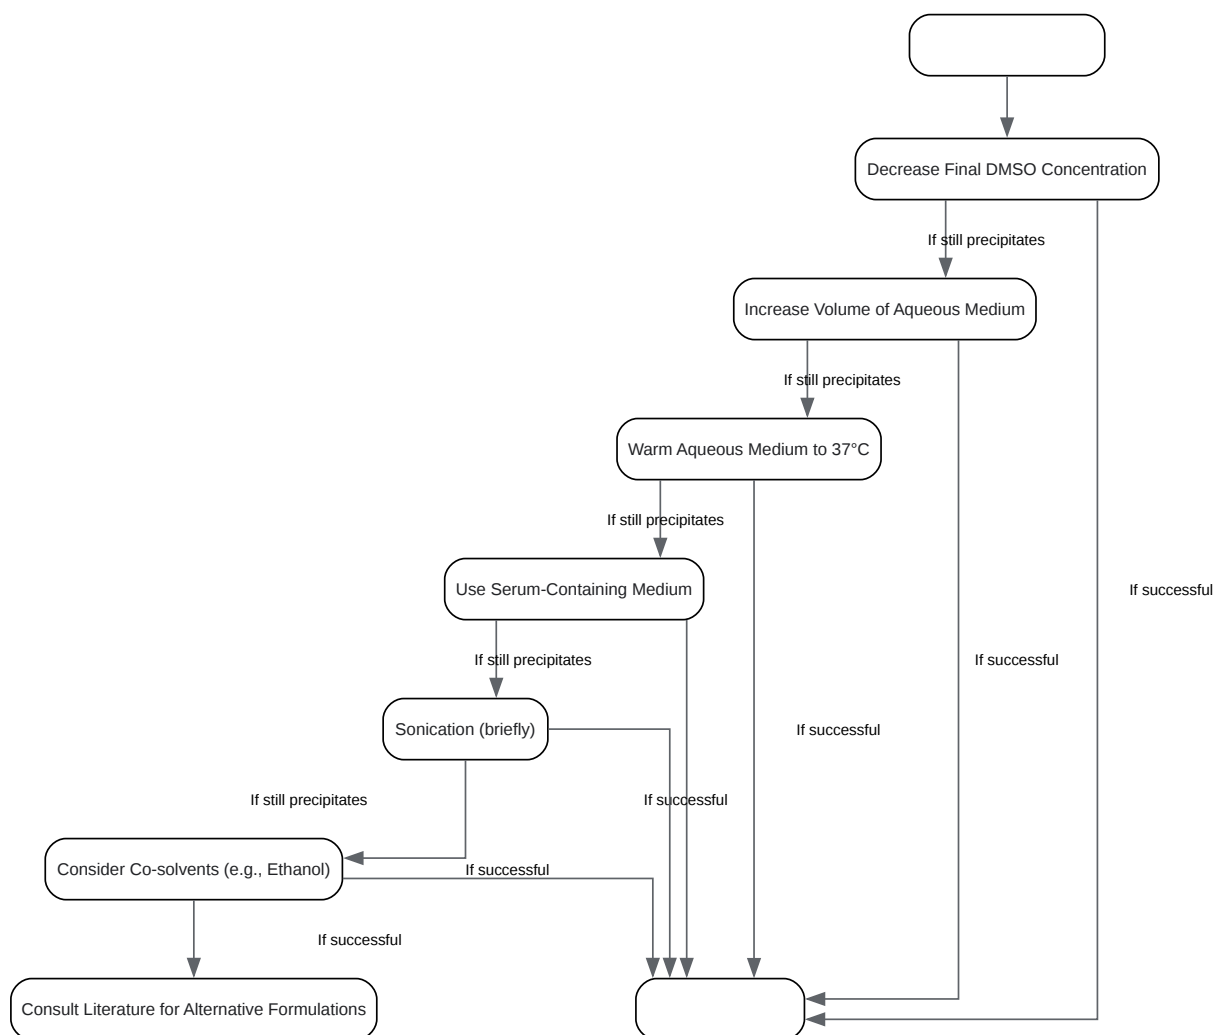 Decrease Final DMSO Concentration
If still precipitates
Increase Volume of Aqueous Medium
If still precipitates
Warm Aqueous Medium to 37°C
If still precipitates
Use Serum-Containing Medium
If successful
If still precipitates
If successful
Sonication (briefly)
If successful
If still precipitates
If successful
Consider Co-solvents (e.g., Ethanol)
If successful
If successful
Consult Literature for Alternative Formulations